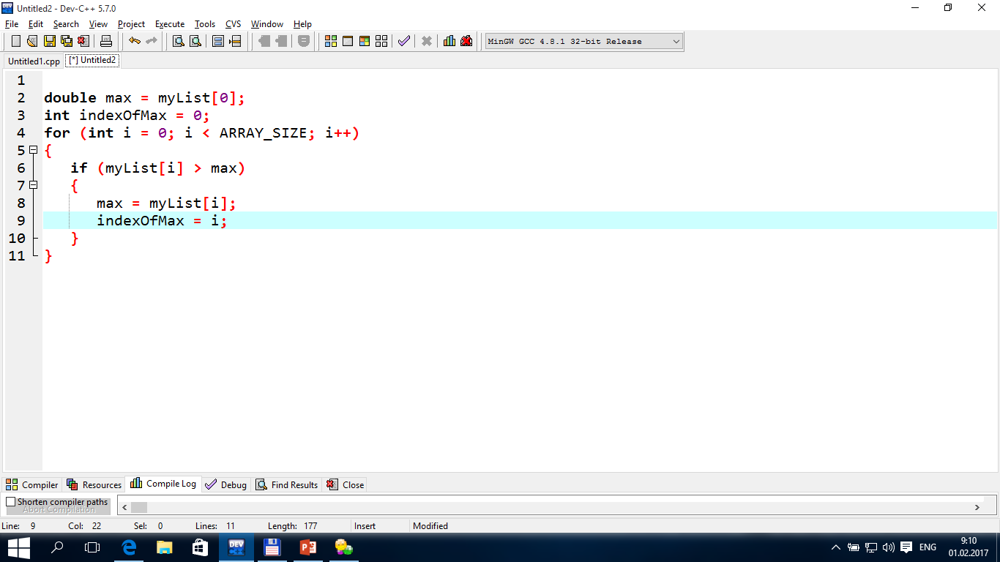 Untitled2 - Dev-C++ 5.7.0
File Edit Search View Project Execute Tools CVS Window Help
MinGW GCC 4.8.1 32-bit Release
Untitled1.cpp [*] Untitled2
1
2 double max = myList[0];
3 int indexOfMax = 0;
4 for (int i = 0; i < ARRAY_SIZE; i++)
5 {
6 if (myList[i] > max)
7 {
8 max = myList[i];
9 indexOfMax = i;
10 }
11 }
Compiler Resources Compile Log Debug Find Results Close
Shorten compiler paths
Abort Compilation
Line: 9 Col: 22 Sel: 0 Lines: 11 Length: 177 Insert Modified
DEV C++ ENG 9:10
01.02.2017